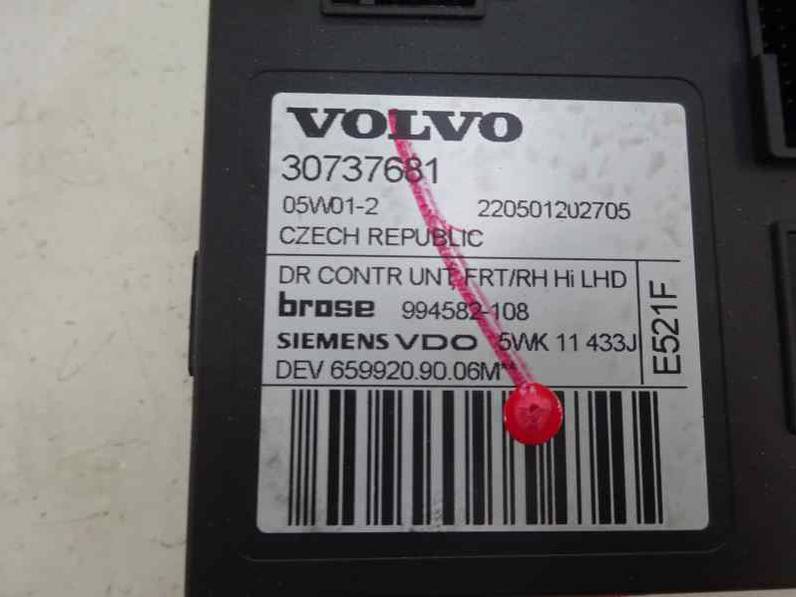 VOLVO
30737681
05W01-2 220501202705
CZECH REPUBLIC
DR CONTR UNT, FRT/RH Hi LHD
brose 994582-108
SIEMENS VDO 5WK 11 433J
DEV 659920.90.06M**
E521F